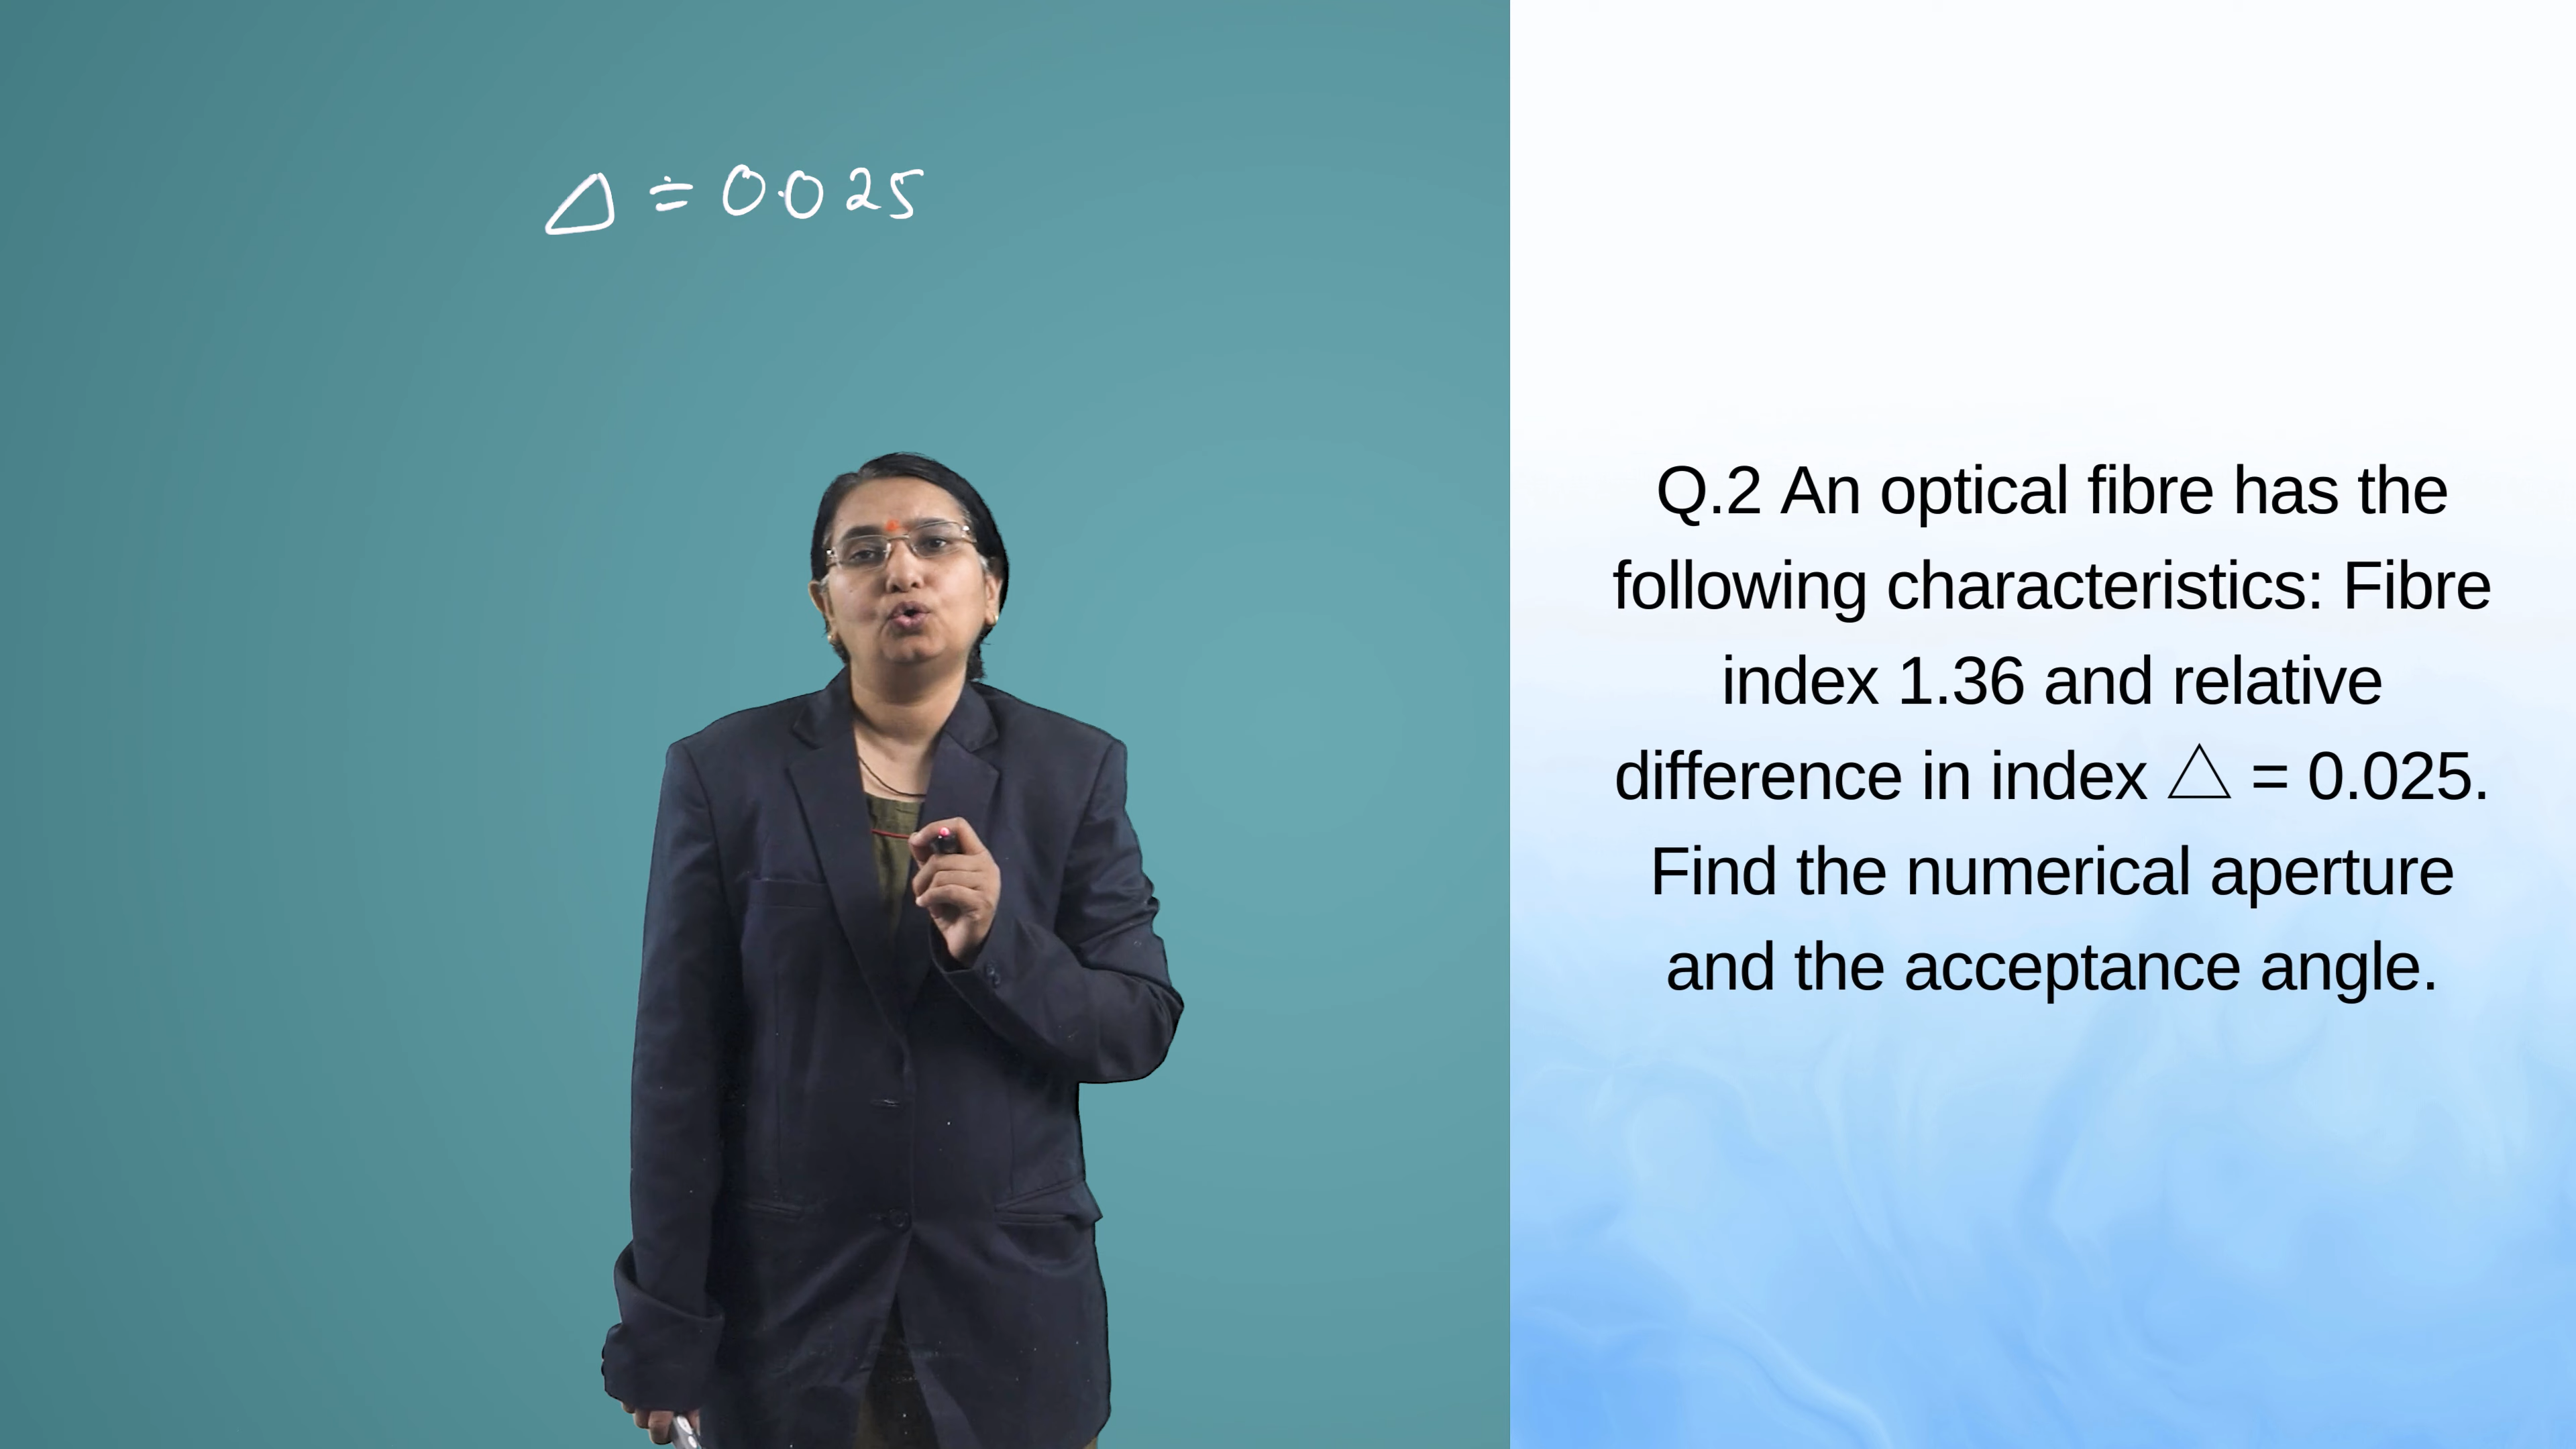 △ = 0.025
Q.2 An optical fibre has the
following characteristics: Fibre
index 1.36 and relative
difference in index △ = 0.025.
Find the numerical aperture
and the acceptance angle.